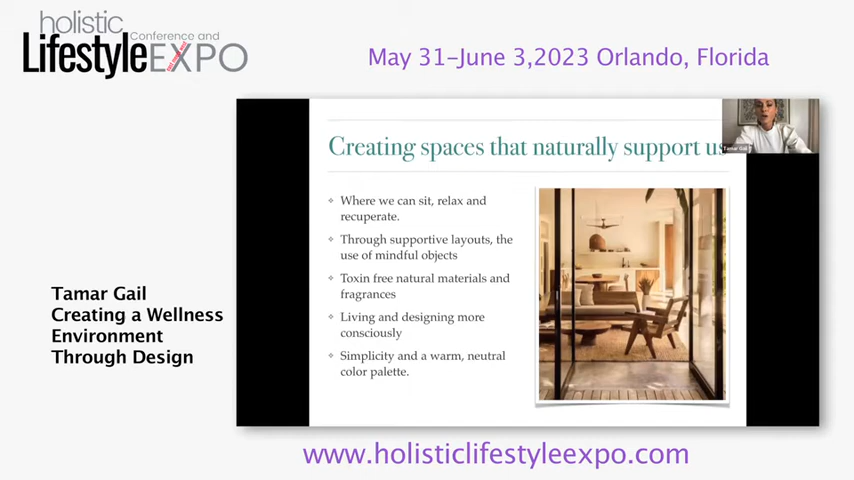 holistic
Conference and
LifestyleEXPO
May 31-June 3,2023 Orlando, Florida
Creating spaces that naturally support us
Tamar Gail
Where we can sit, relax and
recuperate.
Through supportive layouts, the
use of mindful objects
Toxin free natural materials and
fragrances
Living and designing more
consciously
Simplicity and a warm, neutral
color palette.
Tamar Gail
Creating a Wellness
Environment
Through Design
www.holisticlifestyleexpo.com